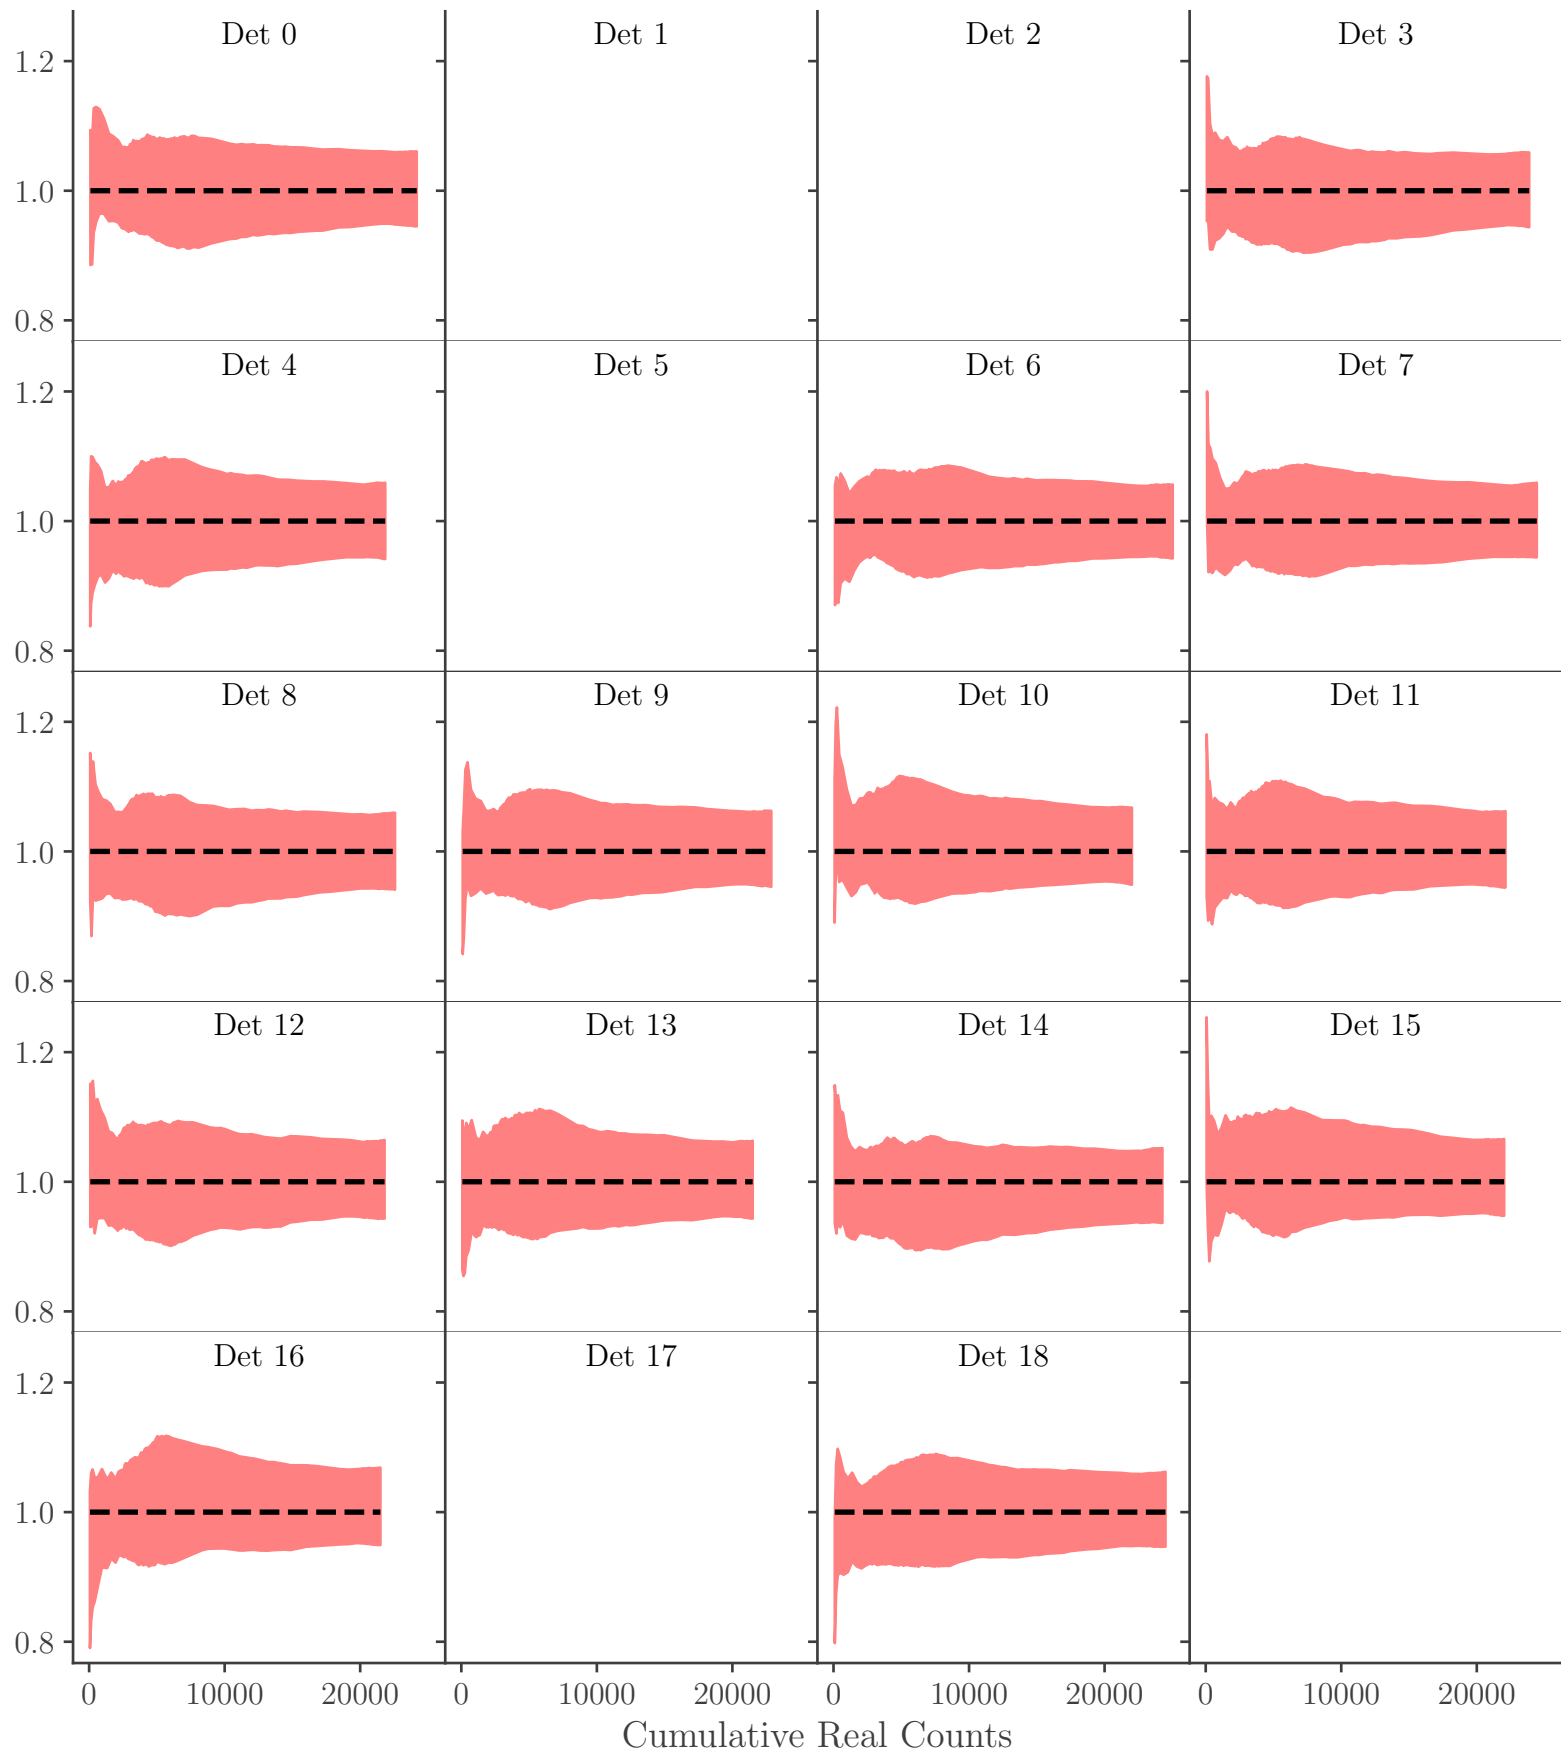 Det 0 Det 1 Det 2 Det 3
1.2
1.0
0.8
Det 4 Det 5 Det 6 Det 7
1.2
1.0
0.8
Det 8 Det 9 Det 10 Det 11
1.2
1.0
0.8
Det 12 Det 13 Det 14 Det 15
1.2
1.0
0.8
Det 16 Det 17 Det 18
1.2
1.0
0.8
0 10000 20000 0 10000 20000 0 10000 20000 0 10000 20000
Cumulative Real Counts